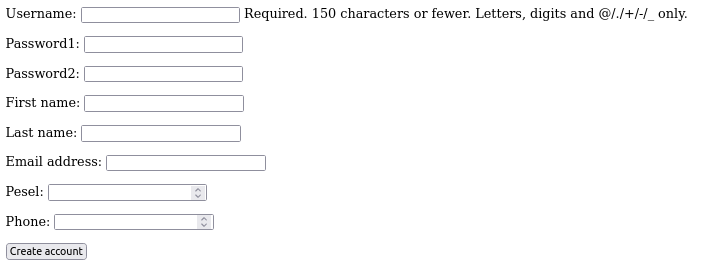 Username: Required. 150 characters or fewer. Letters, digits and @/./+/-/_ only.
Password1:
Password2:
First name:
Last name:
Email address:
Pesel:
Phone:
Create account